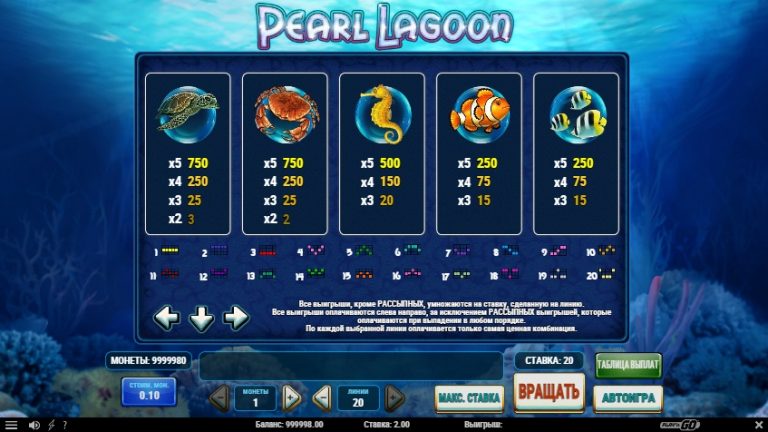 PEARL LAGOON
x5 750
x4 250
x3 25
x2 3
x5 750
x4 250
x3 25
x2 2
x5 500
x4 150
x3 20
x5 250
x4 75
x3 15
x5 250
x4 75
x3 15
1 2 3 4 5 6 7 8 9 10
11 12 13 14 15 16 17 18 19 20
Все выигрыши, кроме РАССЫПНЫХ, умножаются на ставку, сделанную на линию.
Все выигрыши оплачиваются слева направо, за исключением РАССЫПНЫХ выигрышей, которые
оплачиваются при выпадении в любом порядке.
По каждой выбранной линии оплачивается только самая ценная комбинация.
МОНЕТЫ: 9999980
СТАВКА: 20
ТАБЛИЦА ВЫПЛАТ
СТОИМ. МОН.
0.10
- МОНЕТЫ 1 +
- ЛИНИИ 20 +
МАКС. СТАВКА
ВРАЩАТЬ
АВТОИГРА
? Баланс: 999998.00 Ставка: 2.00 Выигрыш: PLAY'N GO